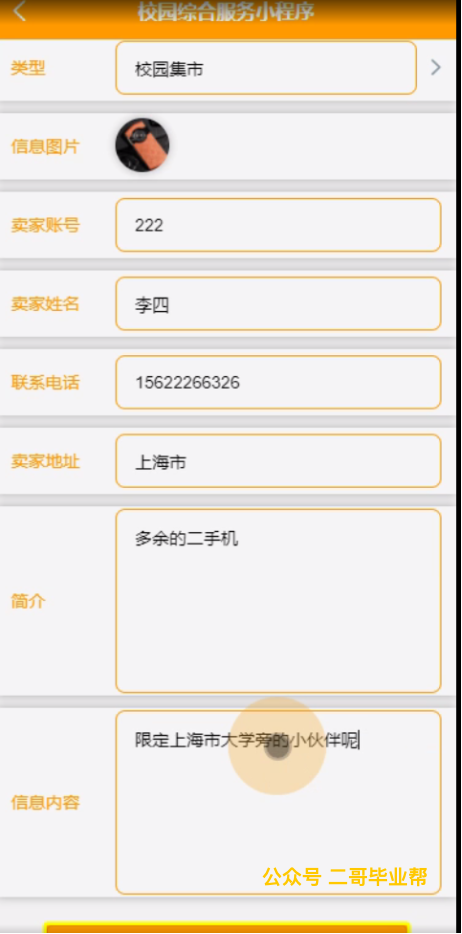 校园综合服务小程序
类型
校园集市
信息图片
卖家账号
222
卖家姓名
李四
联系电话
15622266326
卖家地址
上海市
简介
多余的二手机
信息内容
限定上海市大学旁的小伙伴呢
公众号 二哥毕业帮